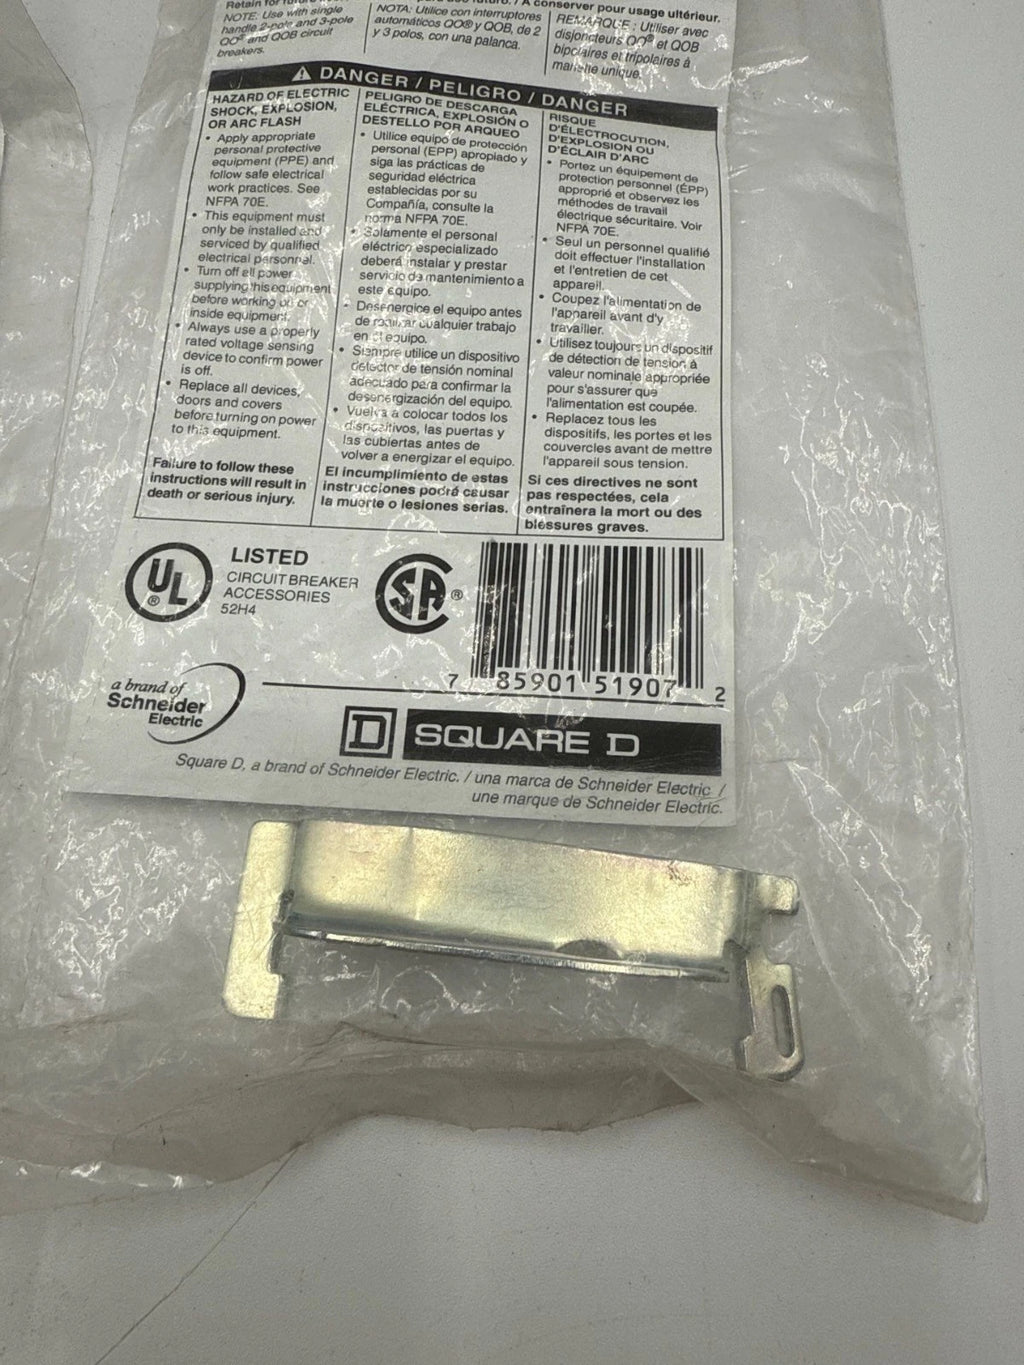 Retain for future
NOTE: Use with single
handle 2-pole and 3-pole
QO® and QOB circuit
breakers.
NOTA: Utilice con interruptores
automáticos QO® y QOB, de 2
y 3 polos, con una palanca.
/ À conserver pour usage ultérieur.
REMARQUE : Utiliser avec
disjoncteurs QO® et QOB
bipolaires et tripolaires à
manette unique.
DANGER / PELIGRO / DANGER
HAZARD OF ELECTRIC
SHOCK, EXPLOSION,
OR ARC FLASH
• Apply appropriate
personal protective
equipment (PPE) and
follow safe electrical
work practices. See
NFPA 70E.
• This equipment must
only be installed and
serviced by qualified
electrical personnel.
• Turn off all power
supplying this equipment
before working on or
inside equipment.
• Always use a properly
rated voltage sensing
device to confirm power
is off.
• Replace all devices,
doors and covers
before turning on power
to this equipment.
Failure to follow these
instructions will result in
death or serious injury.
PELIGRO DE DESCARGA
ELÉCTRICA, EXPLOSIÓN O
DESTELLO POR ARQUEO
• Utilice equipo de protección
personal (EPP) apropiado y
siga las prácticas de
seguridad eléctrica
establecidas por su
Compañía, consulte la
norma NFPA 70E.
• Solamente el personal
eléctrico especializado
deberá instalar y prestar
servicio de mantenimiento a
este equipo.
• Desenergice el equipo antes
de realizar cualquier trabajo
en el equipo.
• Siempre utilice un dispositivo
detector de tensión nominal
adecuado para confirmar la
desenergización del equipo.
• Vuelva a colocar todos los
dispositivos, las puertas y
las cubiertas antes de
volver a energizar el equipo.
El incumplimiento de estas
instrucciones podrá causar
la muerte o lesiones serias.
RISQUE
D'ÉLECTROCUTION,
D'EXPLOSION OU
D'ÉCLAIR D'ARC
• Portez un équipement de
protection personnel (ÉPP)
approprié et observez les
méthodes de travail
électrique sécuritaire. Voir
NFPA 70E.
• Seul un personnel qualifié
doit effectuer l'installation
et l'entretien de cet
appareil.
• Coupez l'alimentation de
l'appareil avant d'y
travailler.
• Utilisez toujours un dispositif
de détection de tension à
valeur nominale appropriée
pour s'assurer que
l'alimentation est coupée.
• Replacez tous les
dispositifs, les portes et les
couvercles avant de mettre
l'appareil sous tension.
Si ces directives ne sont
pas respectées, cela
entraînera la mort ou des
blessures graves.
UL ®
LISTED
CIRCUIT BREAKER
ACCESSORIES
52H4
SA ®
7 85901 51907 2
a brand of
Schneider
Electric
D SQUARE D
Square D, a brand of Schneider Electric. / una marca de Schneider Electric /
une marque de Schneider Electric.